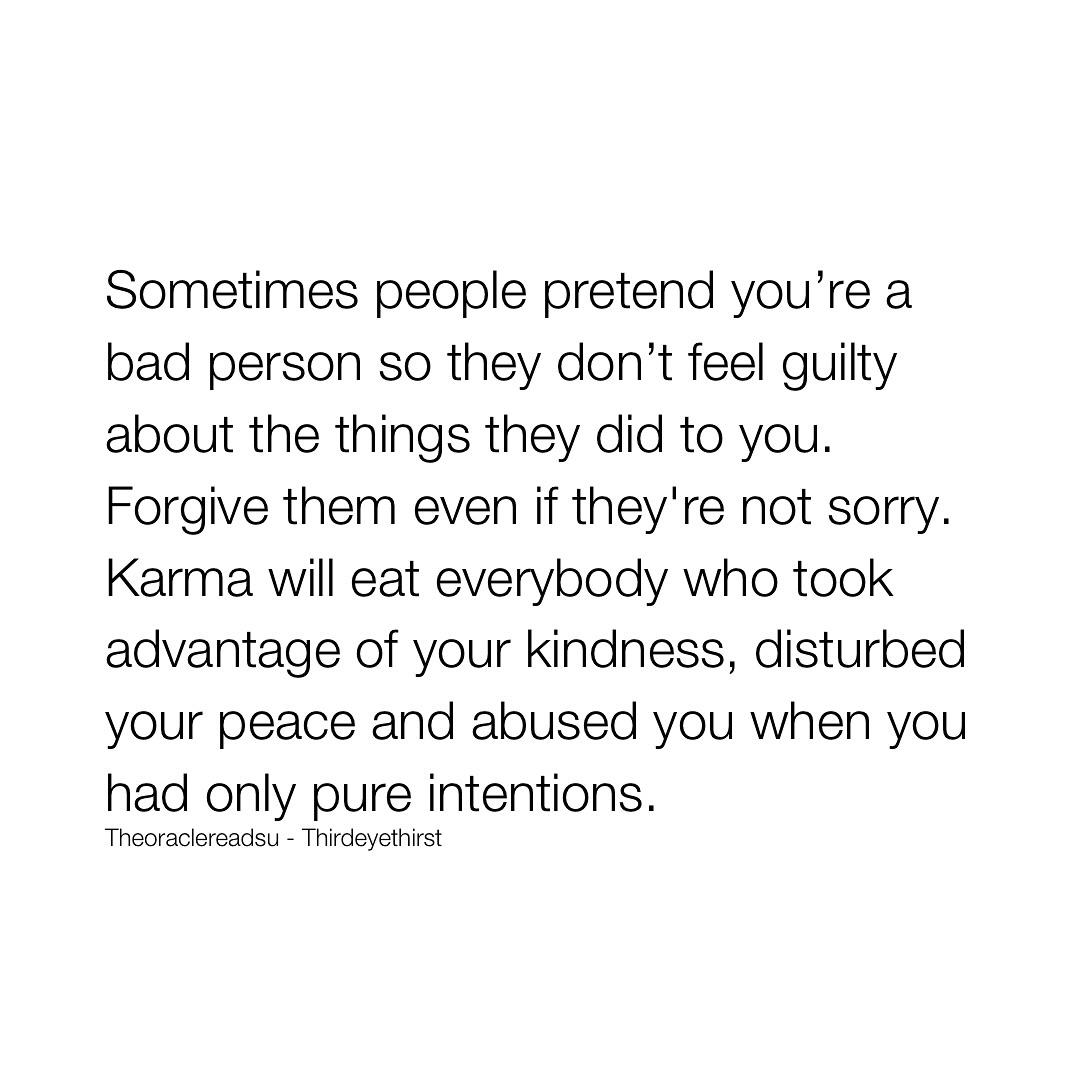 Sometimes people pretend you’re a
bad person so they don’t feel guilty
about the things they did to you.
Forgive them even if they're not sorry.
Karma will eat everybody who took
advantage of your kindness, disturbed
your peace and abused you when you
had only pure intentions.
Theoraclereadsu - Thirdeyethirst